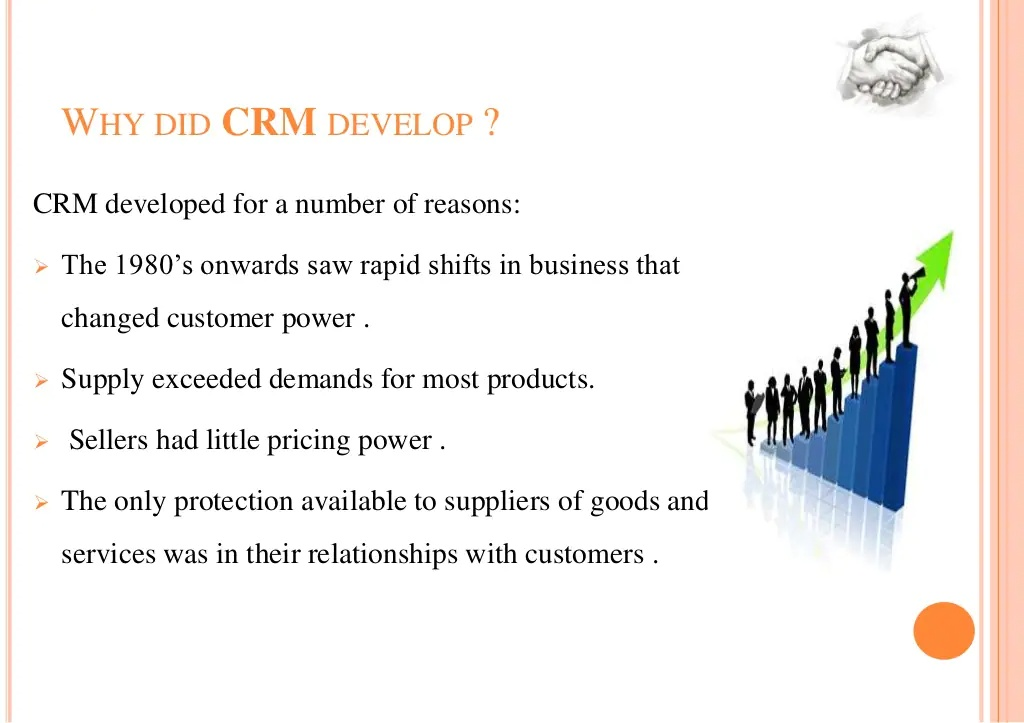 WHY DID CRM DEVELOP ?
CRM developed for a number of reasons:
➢ The 1980’s onwards saw rapid shifts in business that
changed customer power .
➢ Supply exceeded demands for most products.
➢ Sellers had little pricing power .
➢ The only protection available to suppliers of goods and
services was in their relationships with customers .